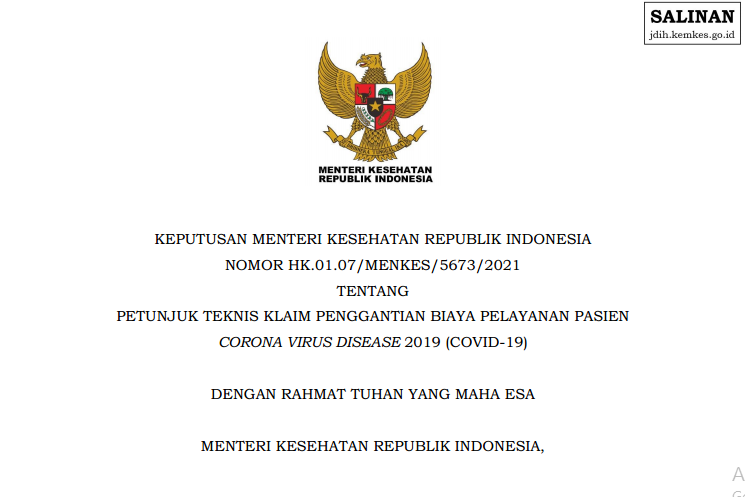 SALINAN
jdih.kemkes.go.id
MENTERI KESEHATAN
REPUBLIK INDONESIA
KEPUTUSAN MENTERI KESEHATAN REPUBLIK INDONESIA
NOMOR HK.01.07/MENKES/5673/2021
TENTANG
PETUNJUK TEKNIS KLAIM PENGGANTIAN BIAYA PELAYANAN PASIEN
CORONA VIRUS DISEASE 2019 (COVID-19)
DENGAN RAHMAT TUHAN YANG MAHA ESA
MENTERI KESEHATAN REPUBLIK INDONESIA,